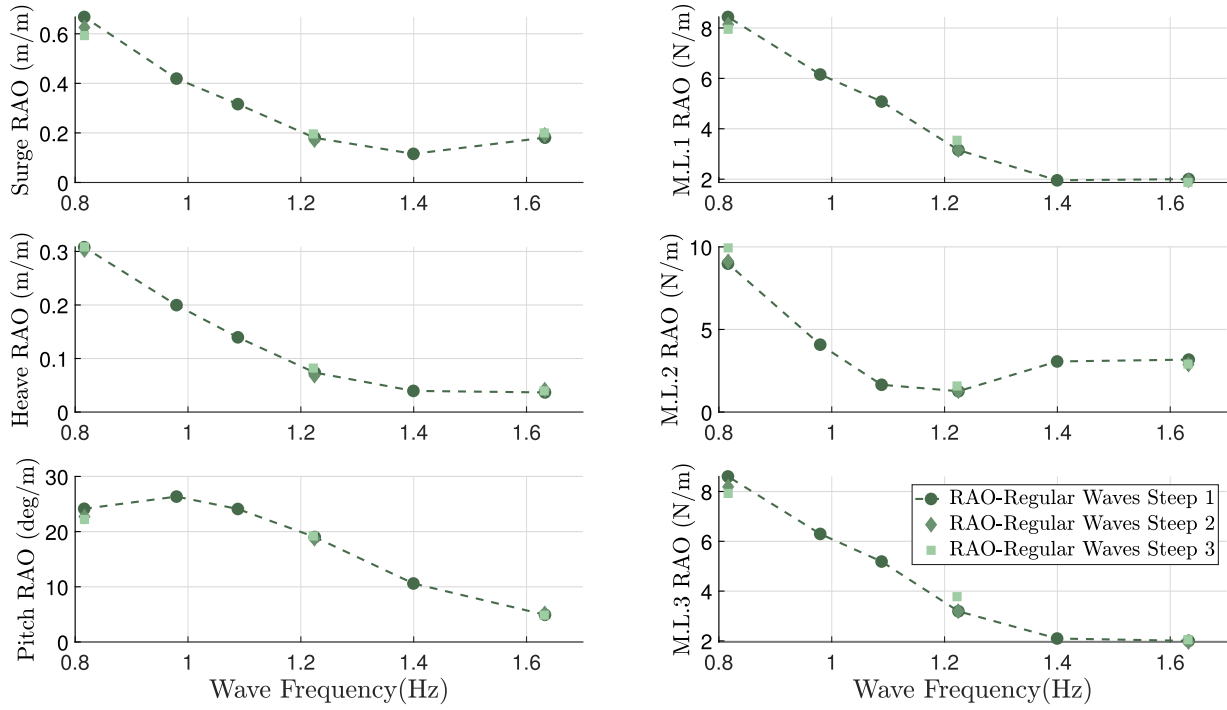 Surge RAO (m/m)
0.6
0.4
0.2
0
0.8 1 1.2 1.4 1.6
M.L.1 RAO (N/m)
8
6
4
2
0.8 1 1.2 1.4 1.6
Heave RAO (m/m)
0.3
0.2
0.1
0
0.8 1 1.2 1.4 1.6
M.L.2 RAO (N/m)
10
5
0
0.8 1 1.2 1.4 1.6
Pitch RAO (deg/m)
30
20
10
0
0.8 1 1.2 1.4 1.6
Wave Frequency(Hz)
M.L.3 RAO (N/m)
8
6
4
2
0.8 1 1.2 1.4 1.6
Wave Frequency(Hz)
RAO-Regular Waves Steep 1
RAO-Regular Waves Steep 2
RAO-Regular Waves Steep 3